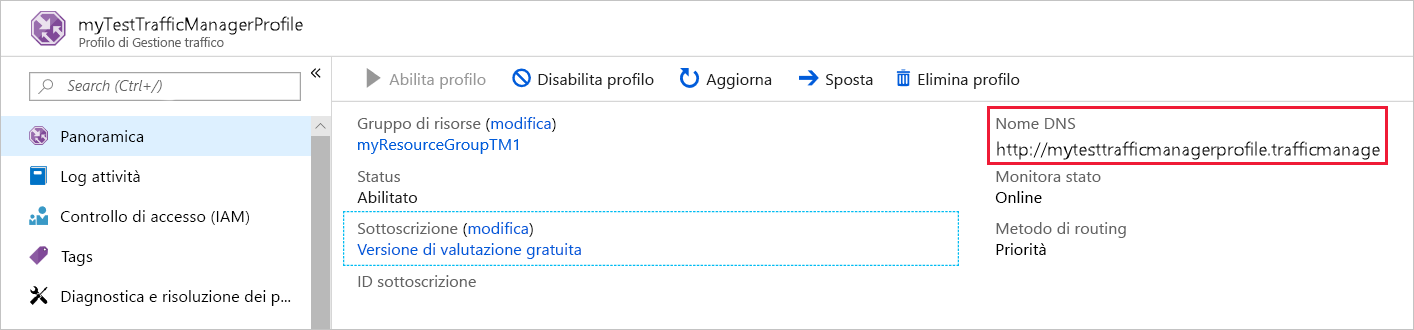 myTestTrafficManagerProfile
Profilo di Gestione traffico
Search (Ctrl+/)
«
Panoramica
Log attività
Controllo di accesso (IAM)
Tags
Diagnostica e risoluzione dei p...
Abilita profilo Disabilita profilo Aggiorna Sposta Elimina profilo
Gruppo di risorse (modifica)
myResourceGroupTM1
Status
Abilitato
Sottoscrizione (modifica)
Versione di valutazione gratuita
ID sottoscrizione
Nome DNS
http://mytesttrafficmanagerprofile.trafficmanage
Monitora stato
Online
Metodo di routing
Priorità